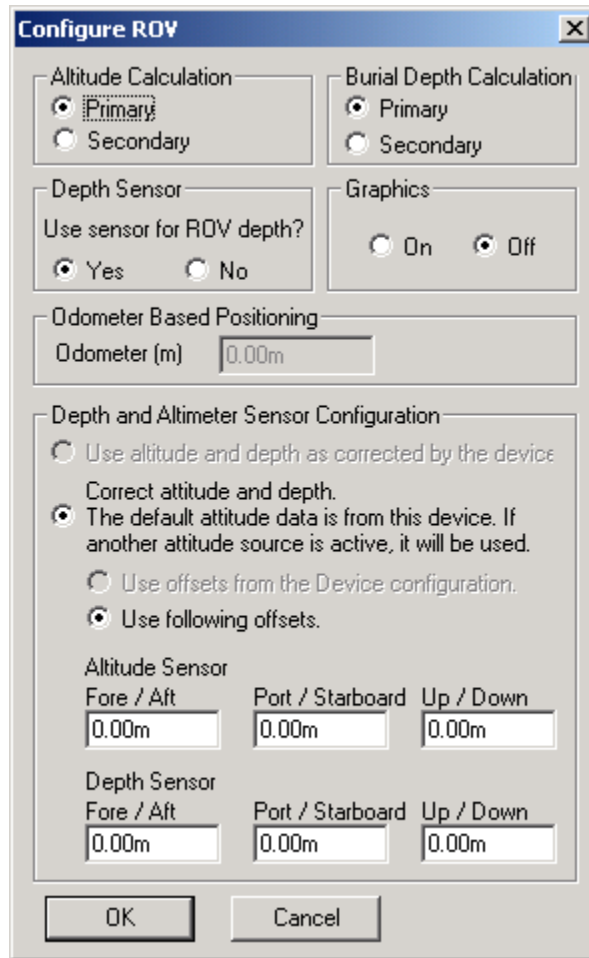 Configure ROV
Altitude Calculation
Primary
Secondary
Burial Depth Calculation
Primary
Secondary
Depth Sensor
Use sensor for ROV depth?
Yes No
Graphics
On Off
Odometer Based Positioning
Odometer (m) 0.00m
Depth and Altimeter Sensor Configuration
Use altitude and depth as corrected by the device
Correct attitude and depth.
The default attitude data is from this device. If
another attitude source is active, it will be used.
Use offsets from the Device configuration.
Use following offsets.
Altitude Sensor
Fore / Aft Port / Starboard Up / Down
0.00m 0.00m 0.00m
Depth Sensor
Fore / Aft Port / Starboard Up / Down
0.00m 0.00m 0.00m
OK Cancel